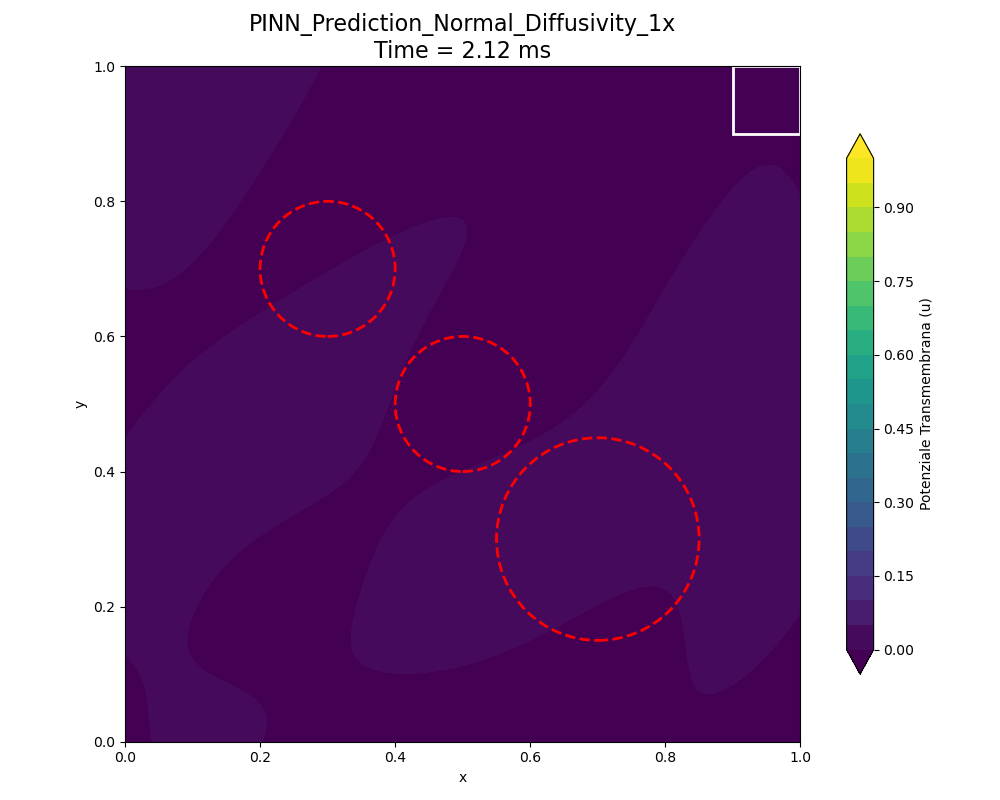 PINN_Prediction_Normal_Diffusivity_1x
Time = 2.12 ms
1.0
0.8
0.6
0.4
0.2
0.0
y
0.0 0.2 0.4 0.6 0.8 1.0
x
0.90
0.75
0.60
0.45
0.30
0.15
0.00
Potenziale Transmembrana (u)